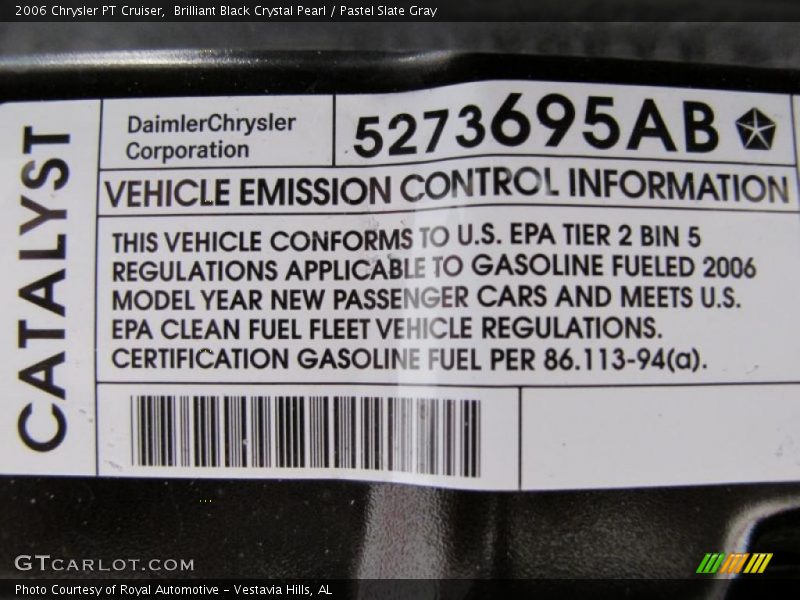 2006 Chrysler PT Cruiser,  Brilliant Black Crystal Pearl / Pastel Slate Gray
CATALYST
DaimlerChrysler
Corporation
5273695AB
VEHICLE EMISSION CONTROL INFORMATION
THIS VEHICLE CONFORMS TO U.S. EPA TIER 2 BIN 5
REGULATIONS APPLICABLE TO GASOLINE FUELED 2006
MODEL YEAR NEW PASSENGER CARS AND MEETS U.S.
EPA CLEAN FUEL FLEET VEHICLE REGULATIONS.
CERTIFICATION GASOLINE FUEL PER 86.113-94(a).
GTCARLOT.COM
Photo Courtesy of Royal Automotive - Vestavia Hills, AL